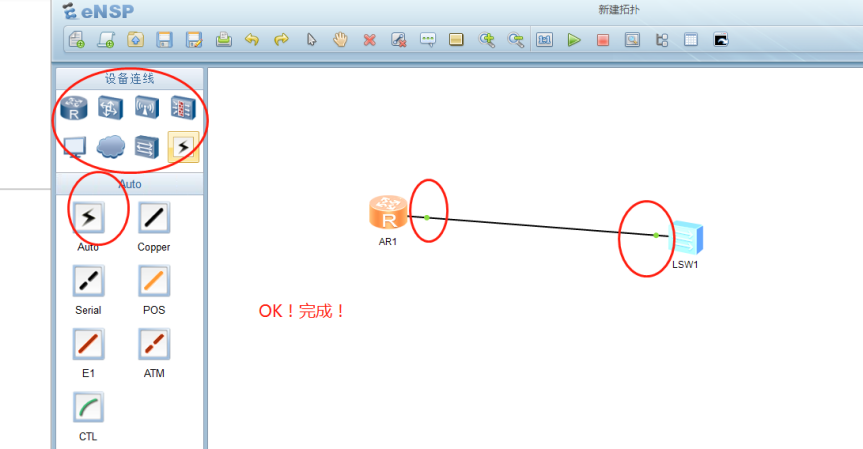 eNSP
新建拓扑
设备连线
R
Auto
Auto
Copper
Serial
POS
E1
ATM
CTL
R
AR1
LSW1
OK！完成！